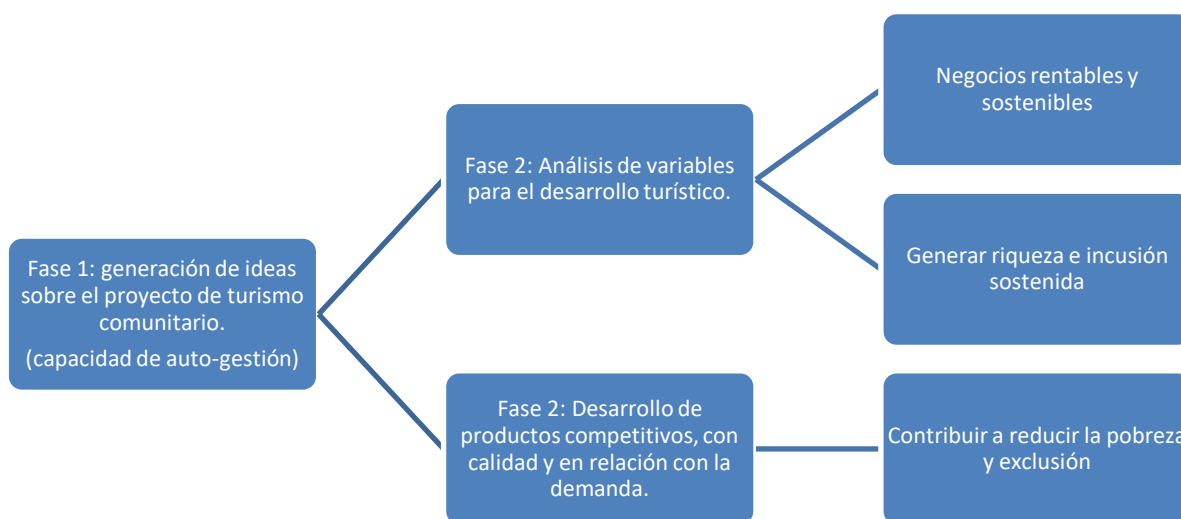 Fase 1: generación de ideas
sobre el proyecto de turismo
comunitario.
(capacidad de auto-gestión)
Fase 2: Análisis de variables
para el desarrollo turístico.
Negocios rentables y
sostenibles
Generar riqueza e incusión
sostenida
Fase 2: Desarrollo de
productos competitivos, con
calidad y en relación con la
demanda.
Contribuir a reducir la pobreza
y exclusión